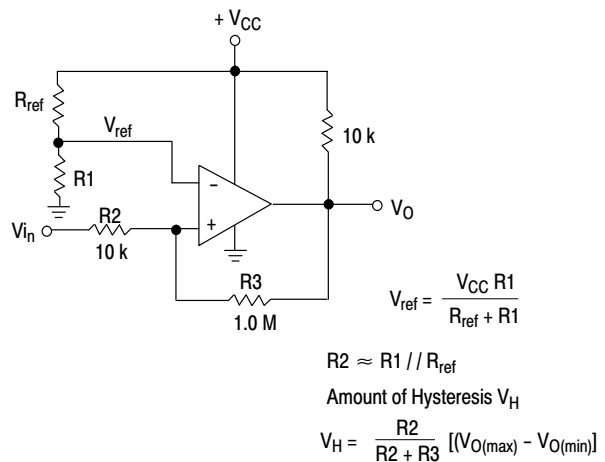 + V_CC
R_ref
V_ref
10 k
R1
-
+
V_O
Vi_n
R2
10 k
R3
1.0 M
V_ref = V_CC R1 / R_ref + R1
R2 ≈ R1 // R_ref
Amount of Hysteresis V_H
V_H = R2 / R2 + R3 [(V_O(max) - V_O(min)]